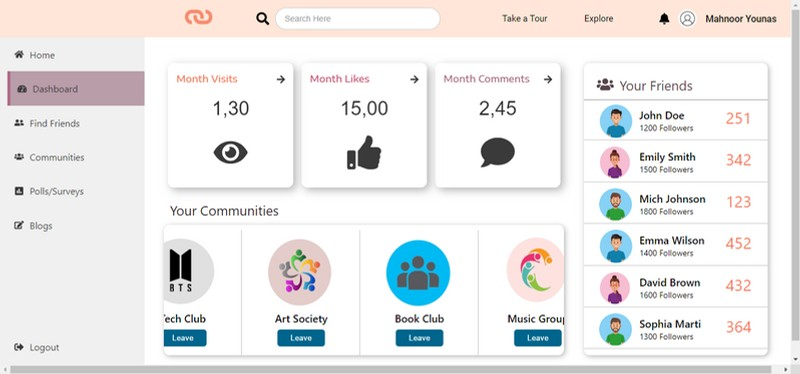 Search Here
Take a Tour
Explore
Mahnoor Younas
Home
Dashboard
Find Friends
Communities
Polls/Surveys
Blogs
Logout
Month Visits
1,30
Month Likes
15,00
Month Comments
2,45
Your Communities
BTS
Tech Club
Leave
Art Society
Leave
Book Club
Leave
Music Group
Leave
Your Friends
John Doe
1200 Followers
251
Emily Smith
1500 Followers
342
Mich Johnson
1800 Followers
123
Emma Wilson
1400 Followers
452
David Brown
1600 Followers
432
Sophia Marti
1300 Followers
364